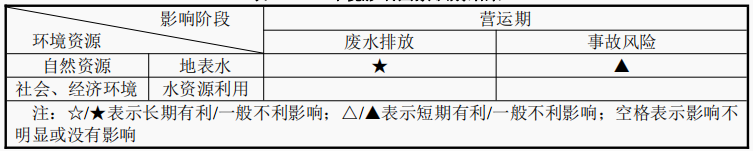 影响阶段 营运期
环境资源 废水排放 事故风险
自然资源 地表水 ★ ▲
社会、经济环境 水资源利用
注：☆/★表示长期有利/一般不利影响；△/▲表示短期有利/一般不利影响；空格表示影响不
明显或没有影响